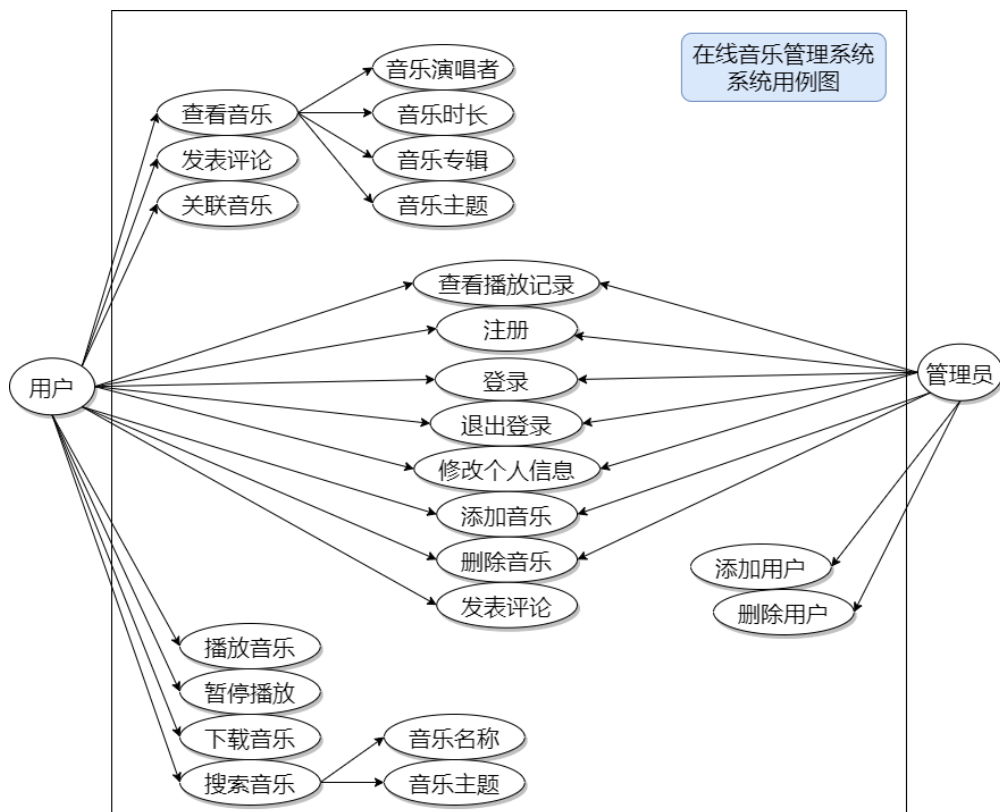 在线音乐管理系统
系统用例图
音乐演唱者
查看音乐
音乐时长
发表评论
音乐专辑
关联音乐
音乐主题
查看播放记录
注册
用户
登录
管理员
退出登录
修改个人信息
添加音乐
删除音乐
添加用户
发表评论
删除用户
播放音乐
暂停播放
下载音乐
音乐名称
搜索音乐
音乐主题